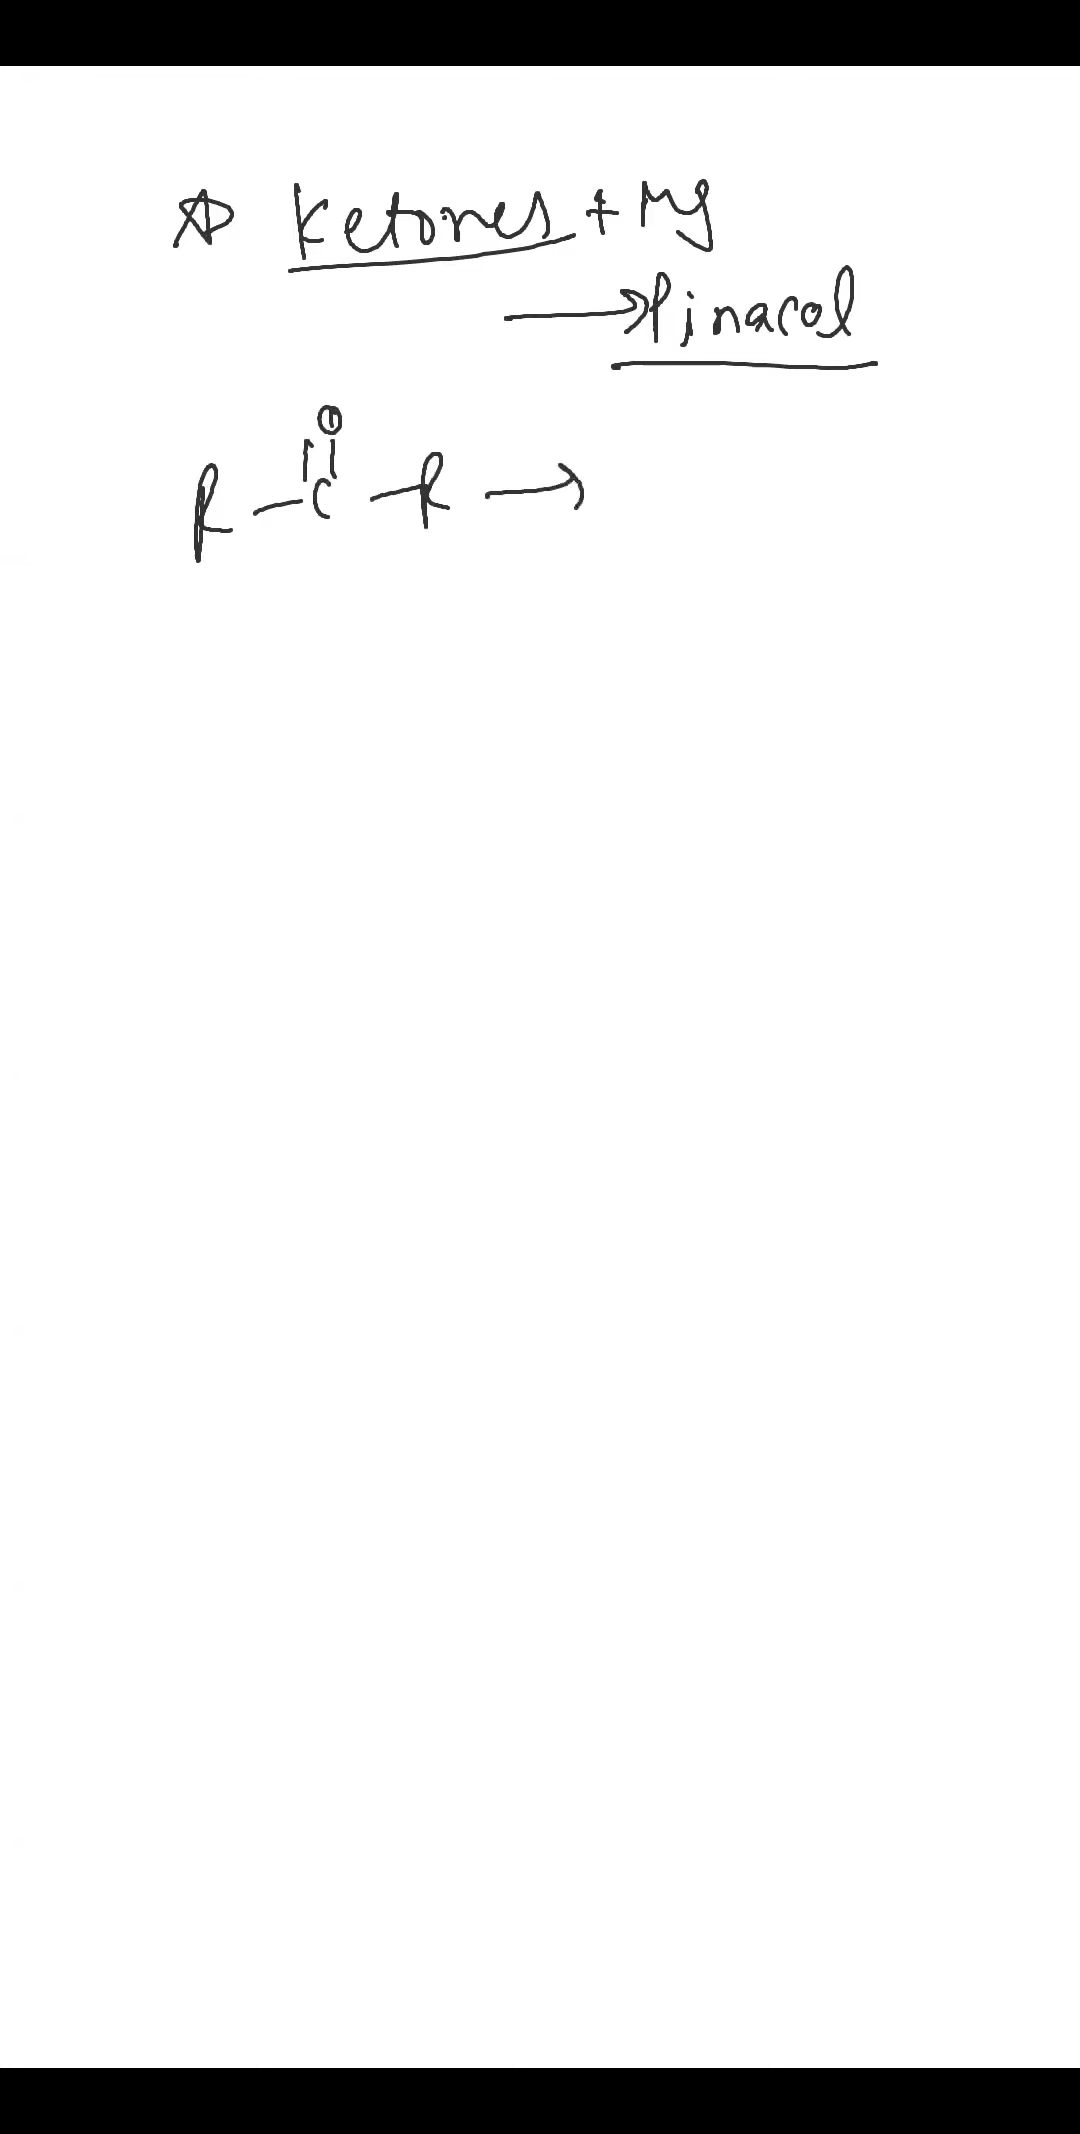 ☆ Ketones + Mg
⟶ Pinacol
O
||
R – C – R ⟶